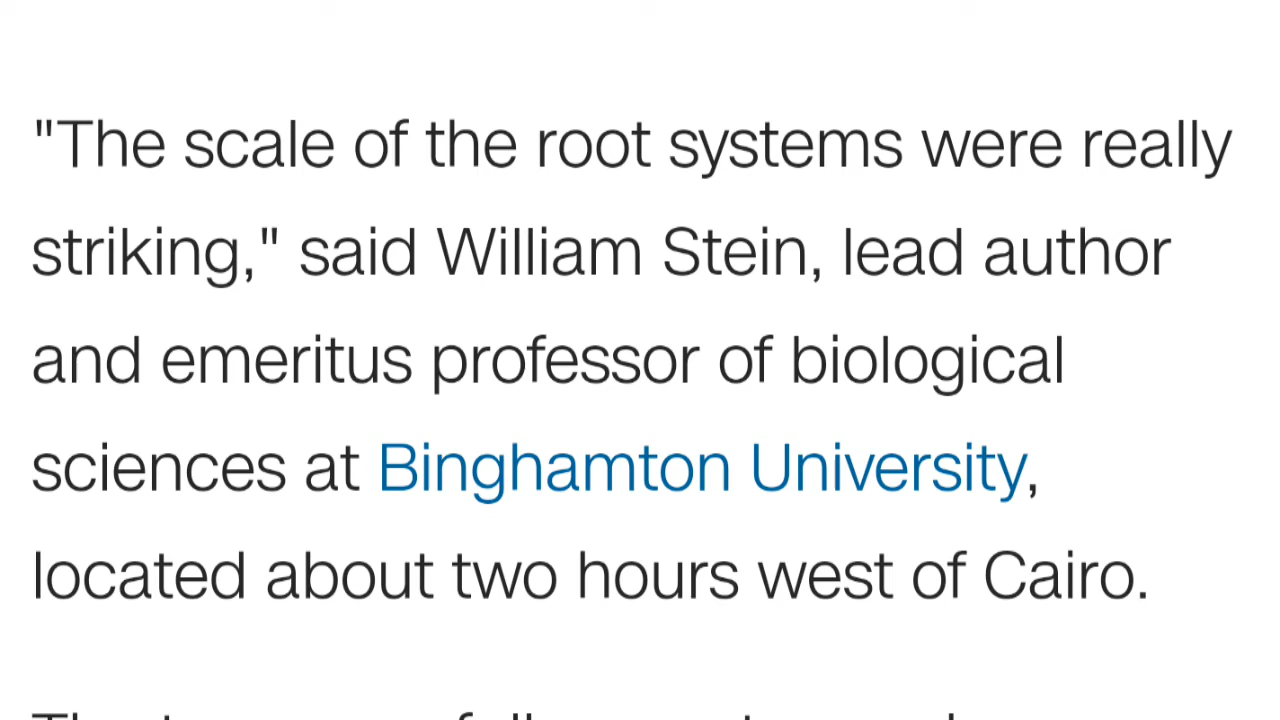 "The scale of the root systems were really
striking," said William Stein, lead author
and emeritus professor of biological
sciences at Binghamton University,
located about two hours west of Cairo.